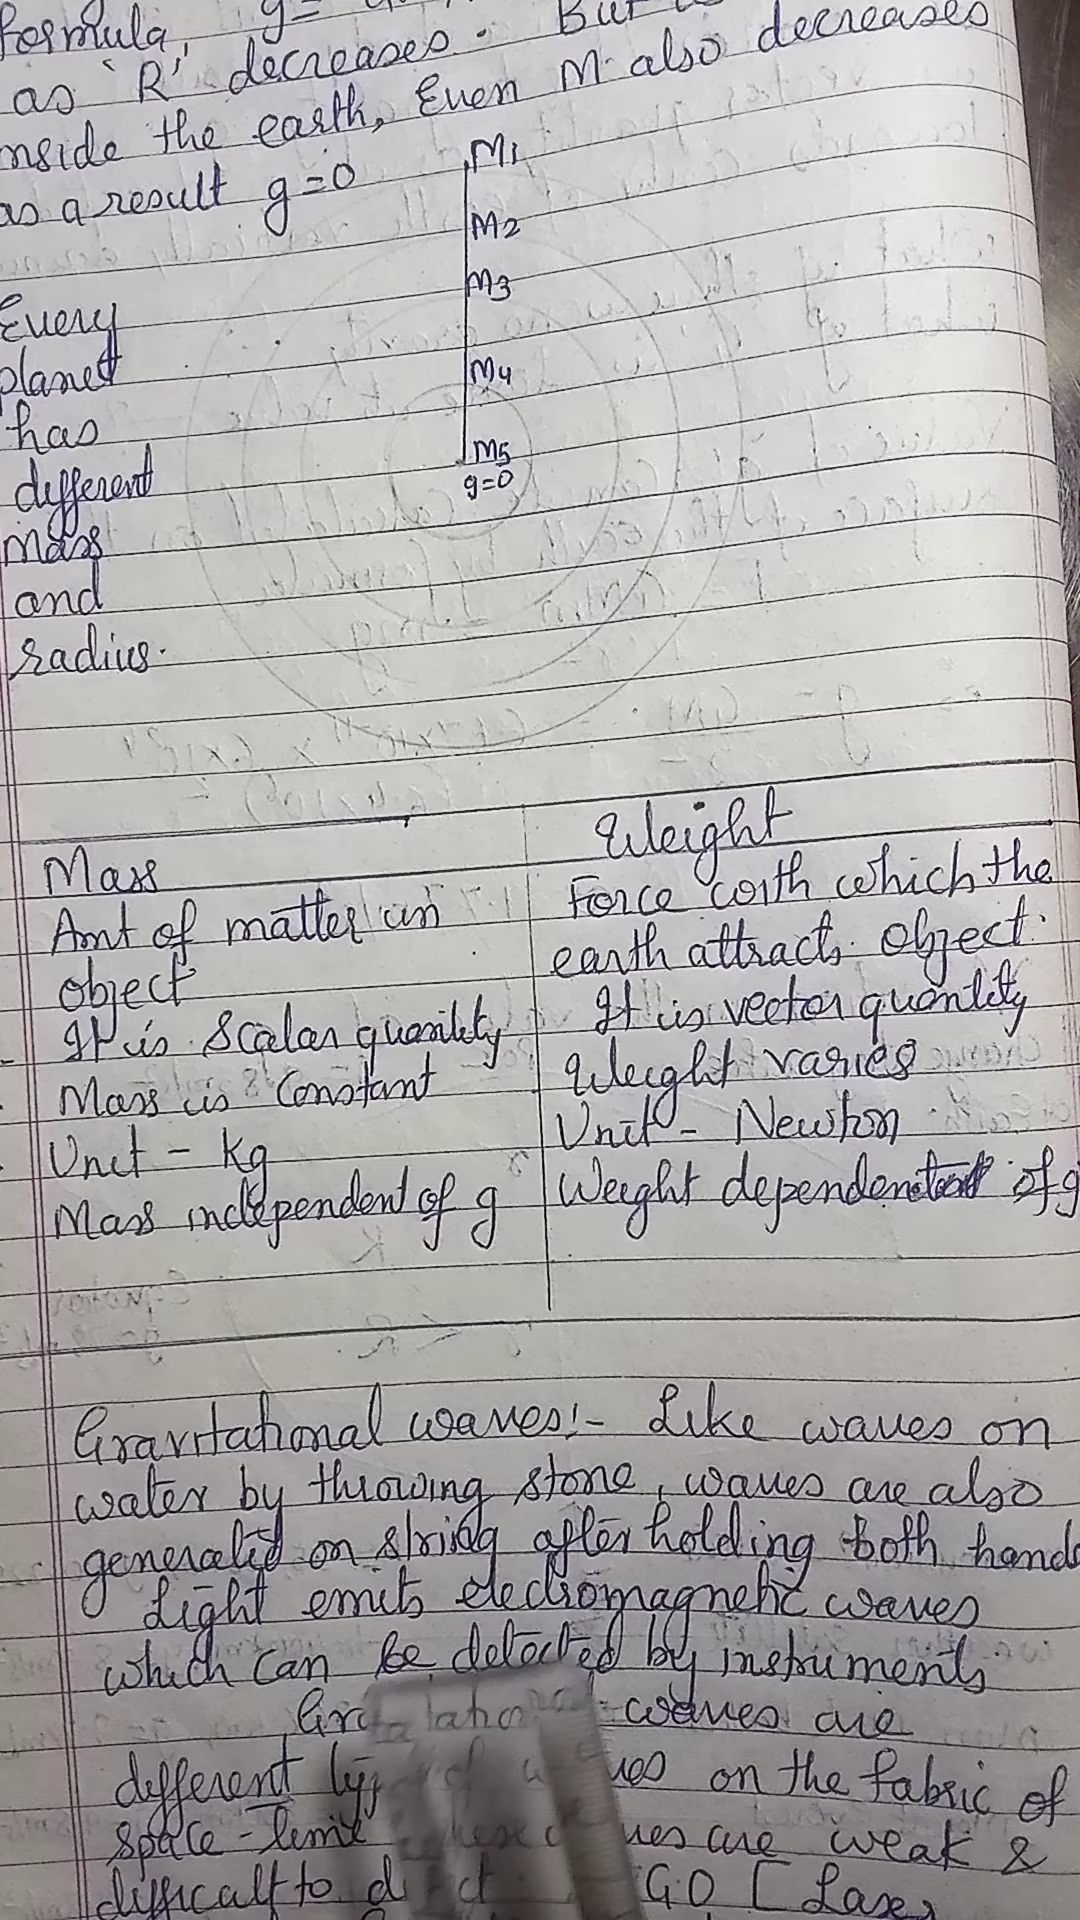 formula, g=
as 'R' decreases. But
inside the earth, Even M also decreases
as a result g=0
M1
M2
M3
M4
M5
g=0
Every
planet
has
different
mass
and
radius.
Mass
Weight
Amt of matter in
object
Force with which the
earth attracts object.
It is Scalar quantity
It is vector quantity
Mass is Constant
Weight varies
Unit - Kg
Unit - Newton
Mass independent of g
Weight dependent of g
Gravitational waves:- Like waves on
water by throwing stone, waves are also
generated on string after holding both hands
Light emits electromagnetic waves
which can be detected by instruments
waves are
different on the fabric of
space-time are weak &
difficult to [ Laser